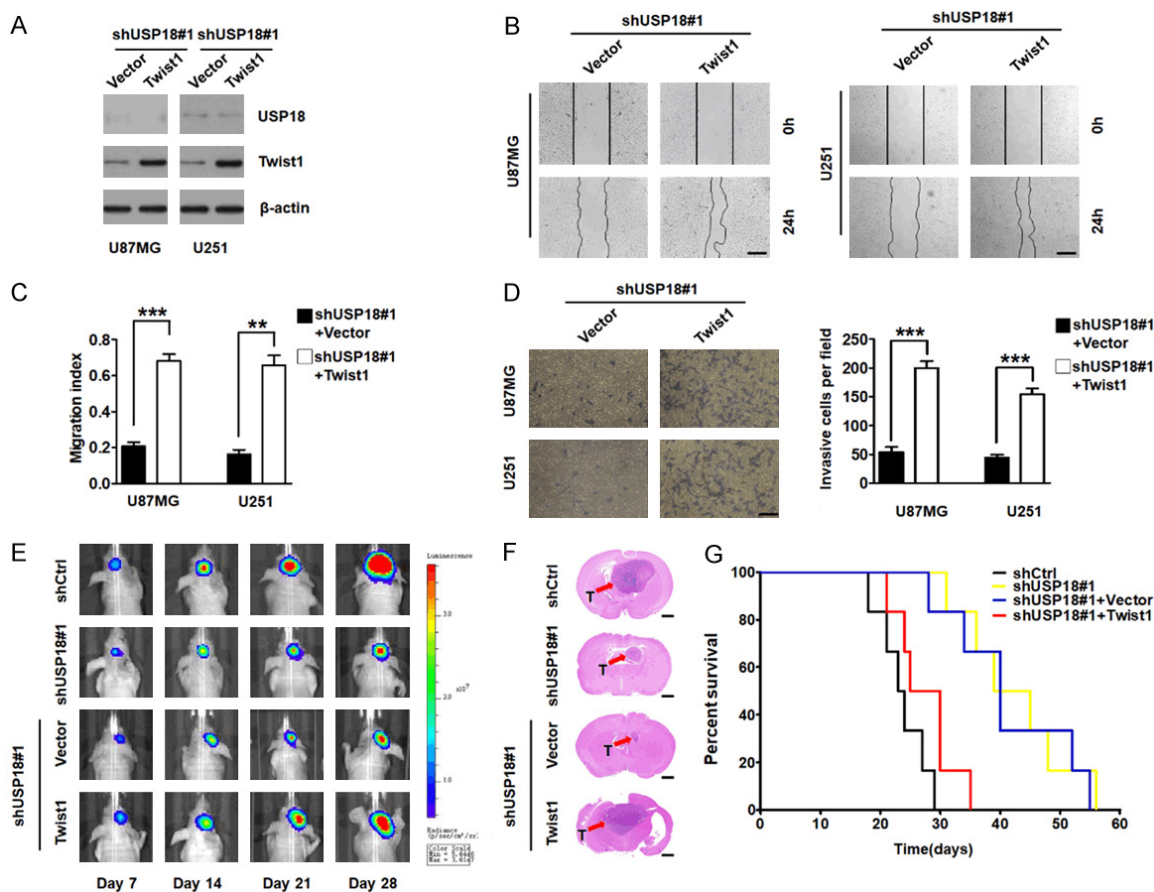 A
shUSP18#1 shUSP18#1
Vector Twist1 Vector Twist1
USP18
Twist1
β-actin
U87MG U251
B
shUSP18#1
Vector Twist1
U87MG
0h
24h
shUSP18#1
Vector Twist1
U251
0h
24h
C
Migration index
0.8
0.6
0.4
0.2
0.0
*** **
U87MG U251
shUSP18#1
+Vector
shUSP18#1
+Twist1
D
shUSP18#1
Vector Twist1
U87MG
U251
Invasive cells per field
250
200
150
100
50
0
*** ***
U87MG U251
shUSP18#1
+Vector
shUSP18#1
+Twist1
E
shCtrl
shUSP18#1
shUSP18#1
Vector
Twist1
Day 7 Day 14 Day 21 Day 28
Luminescence
3.0
2.0
x10⁷
1.0
Radiance
Color Scale
F
shCtrl
shUSP18#1
shUSP18#1
Vector
Twist1
T
T
T
T
G
Percent survival
100
80
60
40
20
0
0 10 20 30 40 50 60
Time(days)
shCtrl
shUSP18#1
shUSP18#1+Vector
shUSP18#1+Twist1